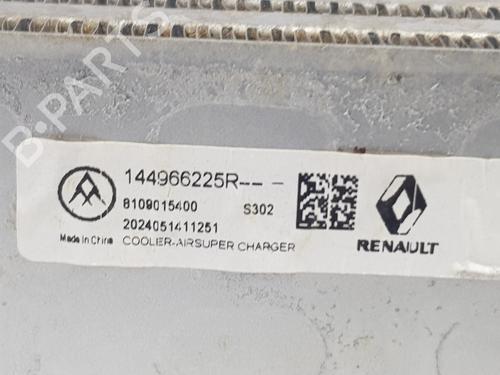 B-PARTS
144966225R-- -
8109015400 S302
2024051411251
Made in China COOLER-AIRSUPER CHARGER
RENAULT